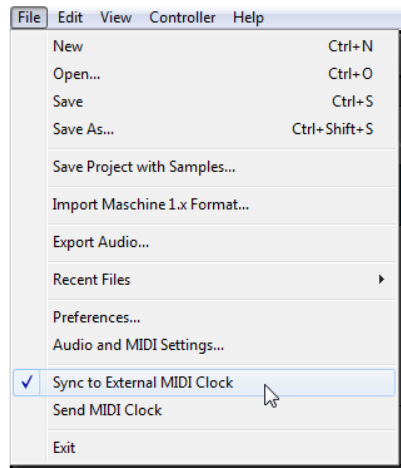 File Edit View Controller Help
New Ctrl+N
Open... Ctrl+O
Save Ctrl+S
Save As... Ctrl+Shift+S
Save Project with Samples...
Import Maschine 1.x Format...
Export Audio...
Recent Files
Preferences...
Audio and MIDI Settings...
Sync to External MIDI Clock
Send MIDI Clock
Exit